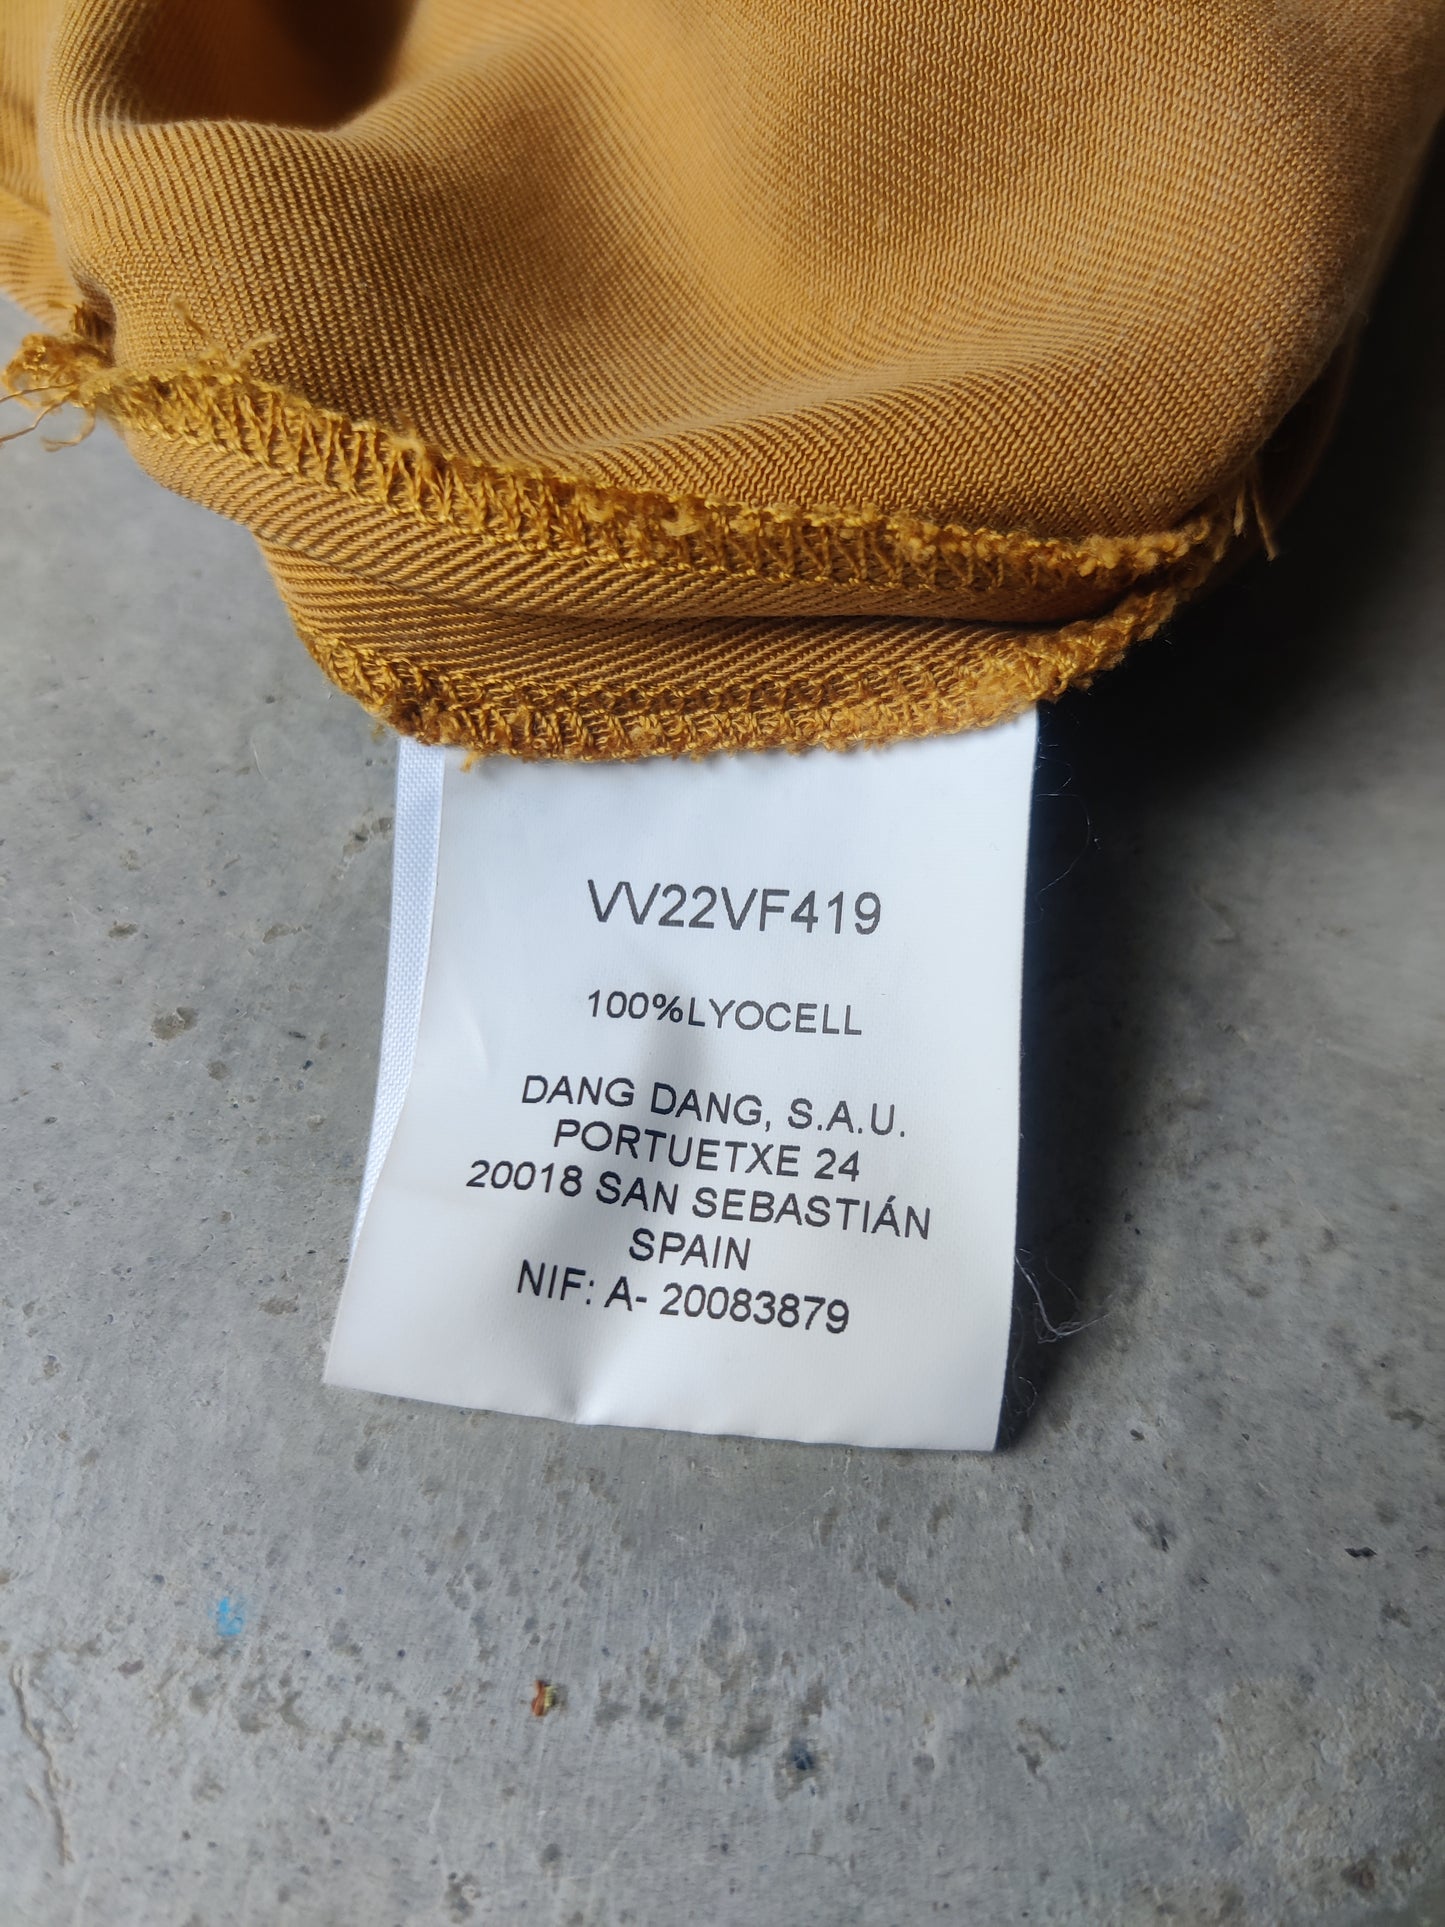 VV22VF419
100%LYOCELL
DANG DANG, S.A.U.
PORTUETXE 24
20018 SAN SEBASTIÁN
SPAIN
NIF: A- 20083879